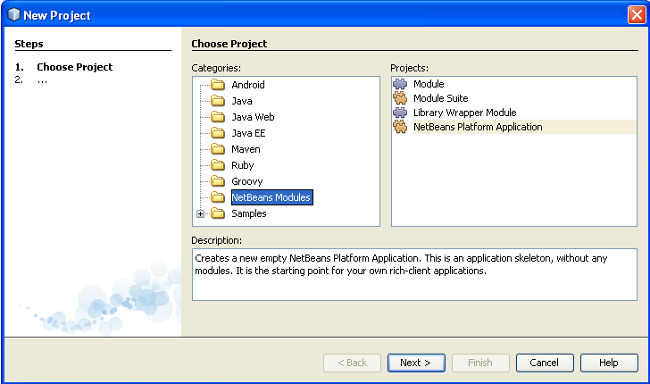 New Project
Steps
1. Choose Project
2. ...
Choose Project
Categories:
Android
Java
Java Web
Java EE
Maven
Ruby
Groovy
NetBeans Modules
Samples
Projects:
Module
Module Suite
Library Wrapper Module
NetBeans Platform Application
Description:
Creates a new empty NetBeans Platform Application. This is an application skeleton, without any
modules. It is the starting point for your own rich-client applications.
< Back Next > Finish Cancel Help